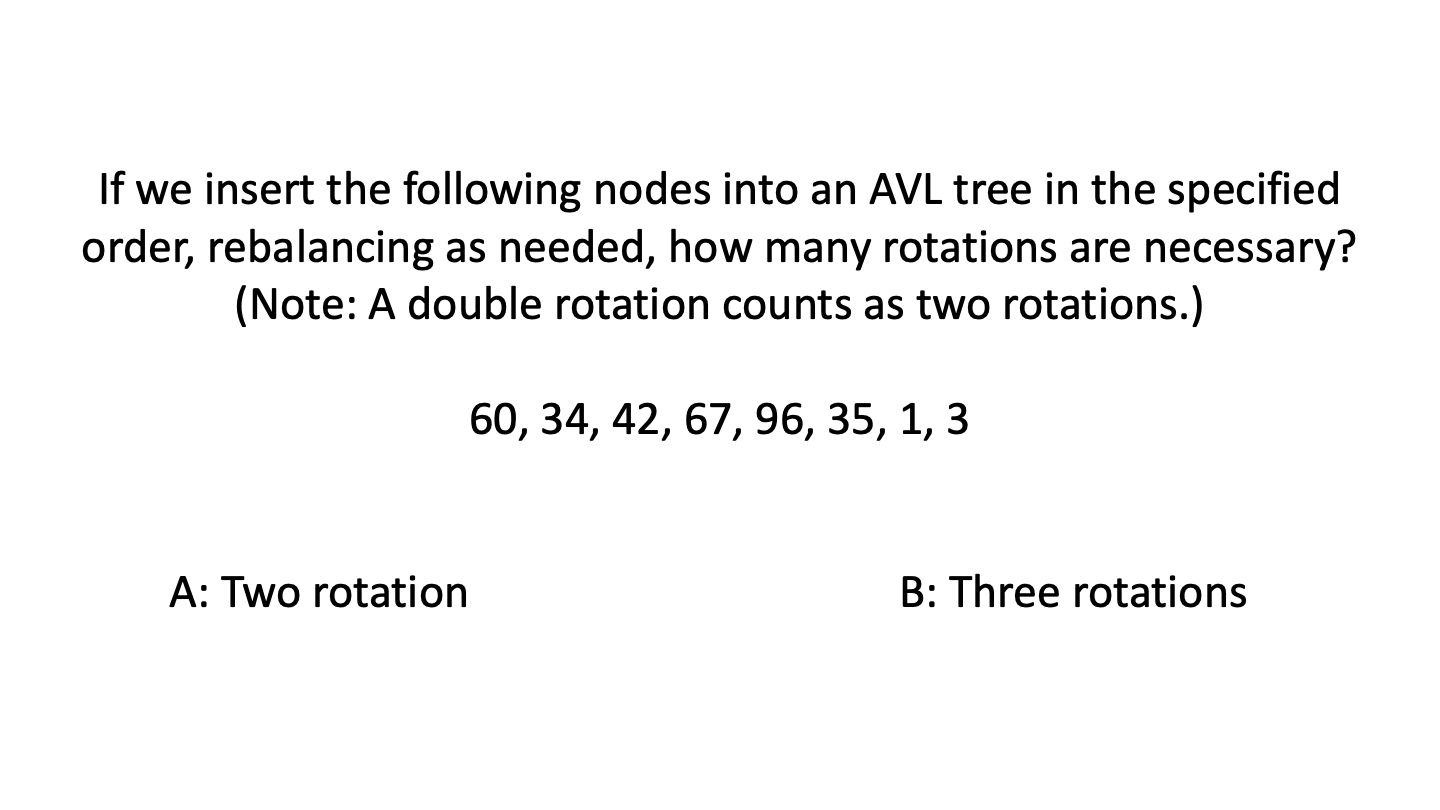 If we insert the following nodes into an AVL tree in the specified
order, rebalancing as needed, how many rotations are necessary?
(Note: A double rotation counts as two rotations.)
60, 34, 42, 67, 96, 35, 1, 3
A: Two rotation
B: Three rotations